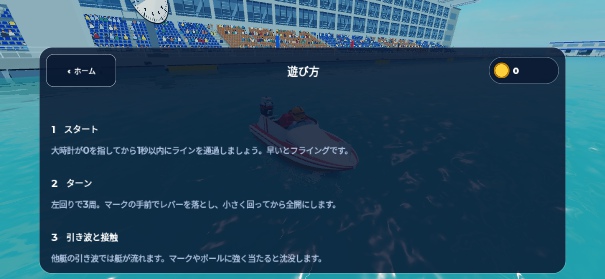 ‹ ホーム
遊び方
0
1 スタート
大時計が0を指してから1秒以内にラインを通過しましょう。早いとフライングです。
2 ターン
左回りで3周。マークの手前でレバーを落とし、小さく回ってから全開にします。
3 引き波と接触
他艇の引き波では艇が流れます。マークやポールに強く当たると沈没します。